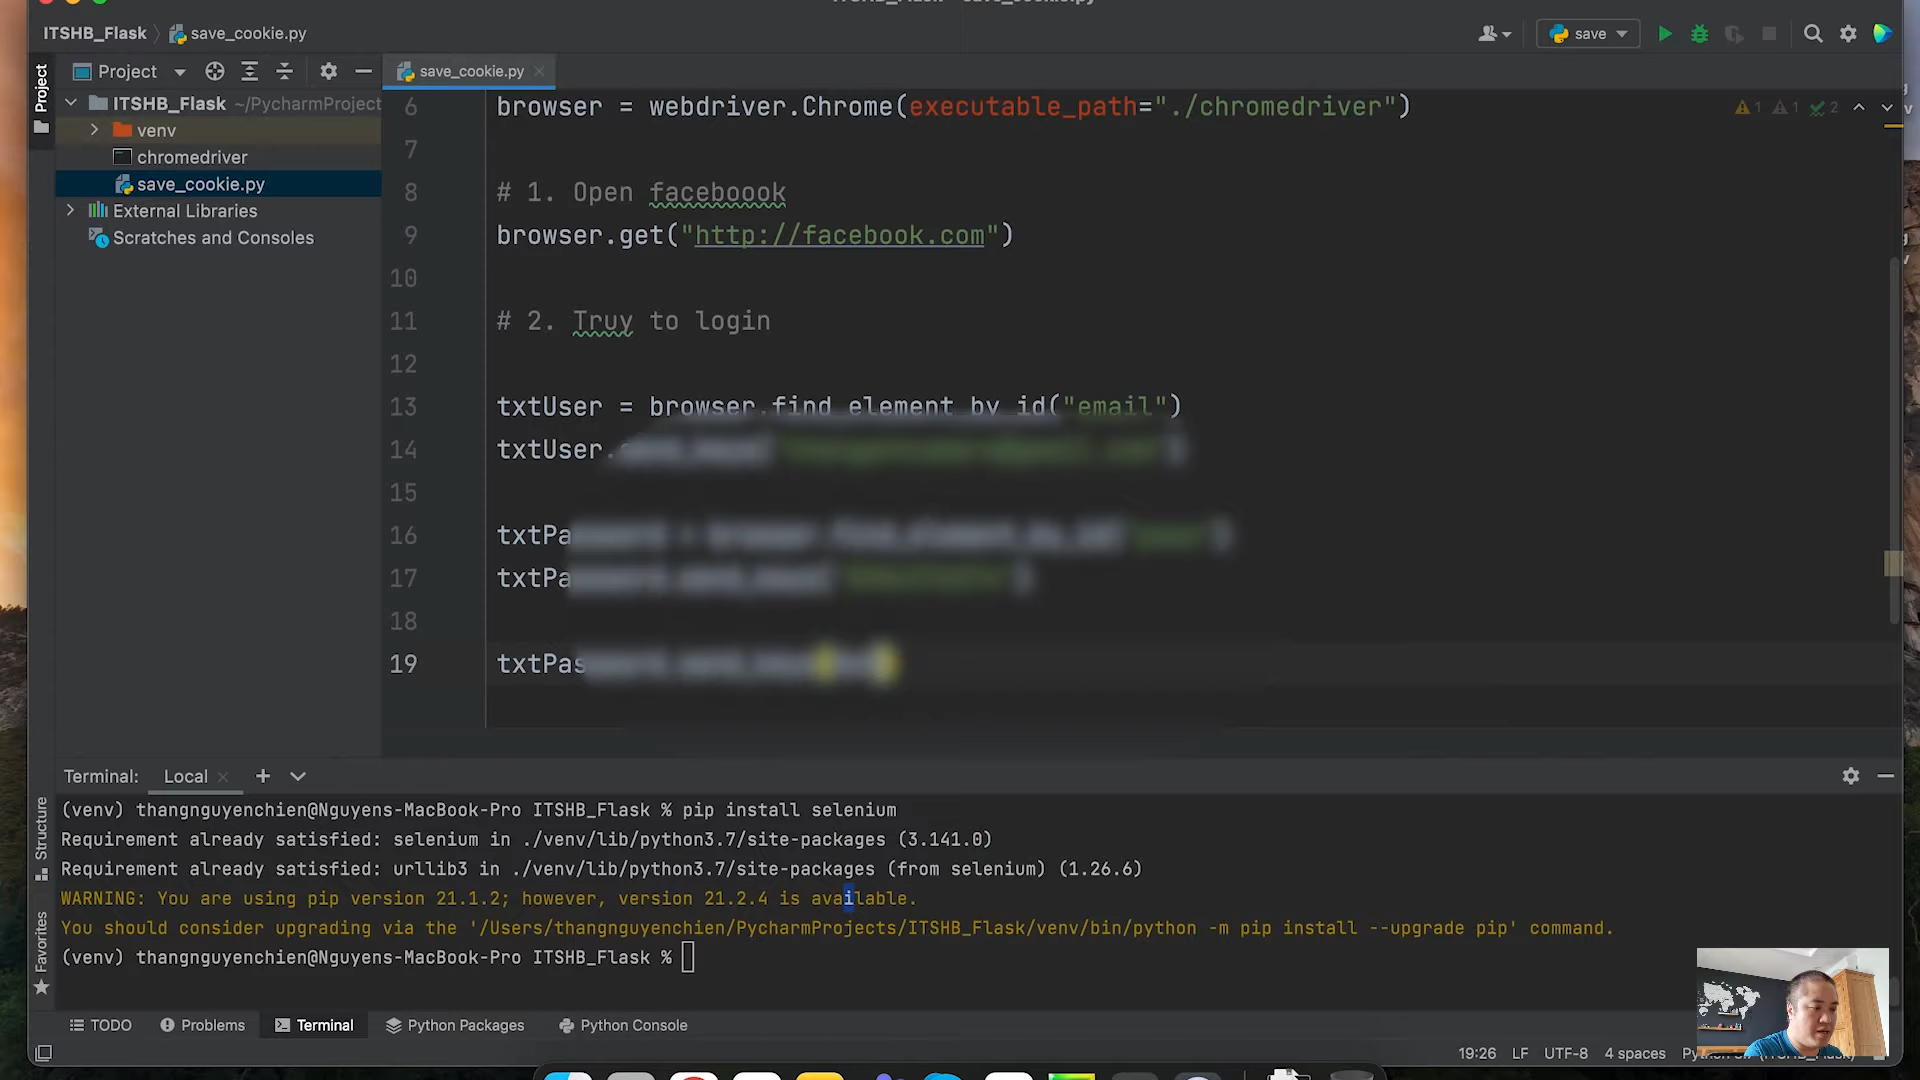 ITSHB_Flask
save_cookie.py
save
Project
Project
save_cookie.py
ITSHB_Flask ~/PycharmProject
venv
chromedriver
save_cookie.py
External Libraries
Scratches and Consoles
6 browser = webdriver.Chrome(executable_path="./chromedriver")
1 1 2
7
8 # 1. Open faceboook
9 browser.get("http://facebook.com")
10
11 # 2. Truy to login
12
13 txtUser = browser.find_element_by_id("email")
14 txtUser.
15
16 txtPa
17 txtPa
18
19 txtPas
Terminal: Local
(venv) thangnguyenchien@Nguyens-MacBook-Pro ITSHB_Flask % pip install selenium
Requirement already satisfied: selenium in ./venv/lib/python3.7/site-packages (3.141.0)
Requirement already satisfied: urllib3 in ./venv/lib/python3.7/site-packages (from selenium) (1.26.6)
WARNING: You are using pip version 21.1.2; however, version 21.2.4 is available.
You should consider upgrading via the '/Users/thangnguyenchien/PycharmProjects/ITSHB_Flask/venv/bin/python -m pip install --upgrade pip' command.
(venv) thangnguyenchien@Nguyens-MacBook-Pro ITSHB_Flask %
Structure
Favorites
TODO
Problems
Terminal
Python Packages
Python Console
19:26 LF UTF-8 4 spaces